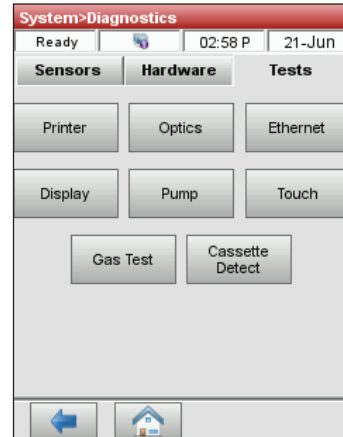 System>Diagnostics
Ready 02:58 P 21-Jun
Sensors Hardware Tests
Printer Optics Ethernet
Display Pump Touch
Gas Test Cassette
Detect